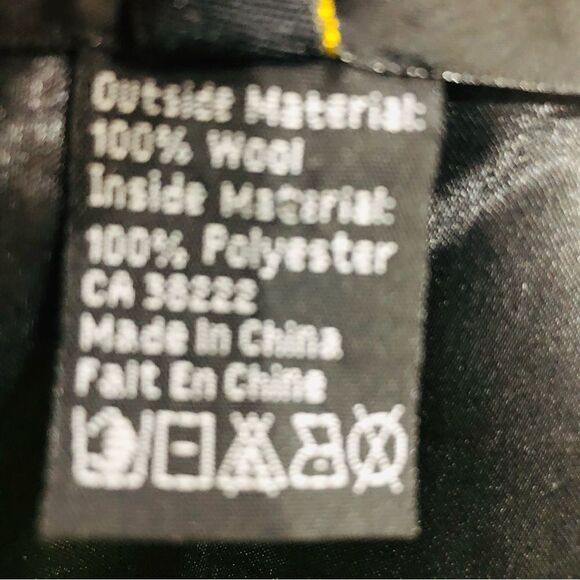 Outside Material:
100% Wool
Inside Material:
100% Polyester
CA 38222
Made In China
Fait En Chine